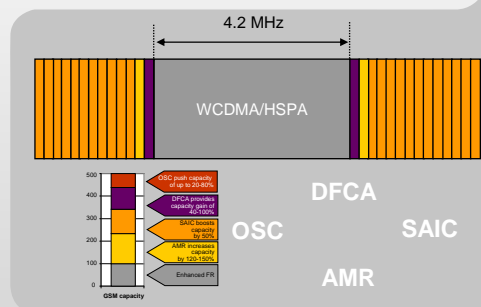 4.2 MHz
WCDMA/HSPA
500
400
300
200
100
0
GSM capacity
OSC push capacity
of up to 20-80%
DFCA provides
capacity gain of
40-100%
SAIC boosts
capacity
by 50%
AMR increases
capacity
by 120-150%
Enhanced FR
DFCA
OSC
SAIC
AMR